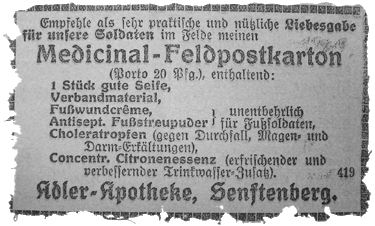 Empfehle als sehr praktische und nützliche Liebesgabe
für unsere Soldaten im Felde meinen
Medicinal-Feldpostkarton
(Porto 20 Pfg.), enthaltend:
1 Stück gute Seife,
Verbandmaterial,
Fußwundcrême, } unentbehrlich
Antisept. Fußstreupuder } für Fußsoldaten,
Choleratropfen (gegen Durchfall, Magen- und
Darm-Erkältungen),
Concentr. Citronenessenz (erfrischender und
verbessernder Trinkwasser-Zusatz). 419
Adler-Apotheke, Senftenberg.